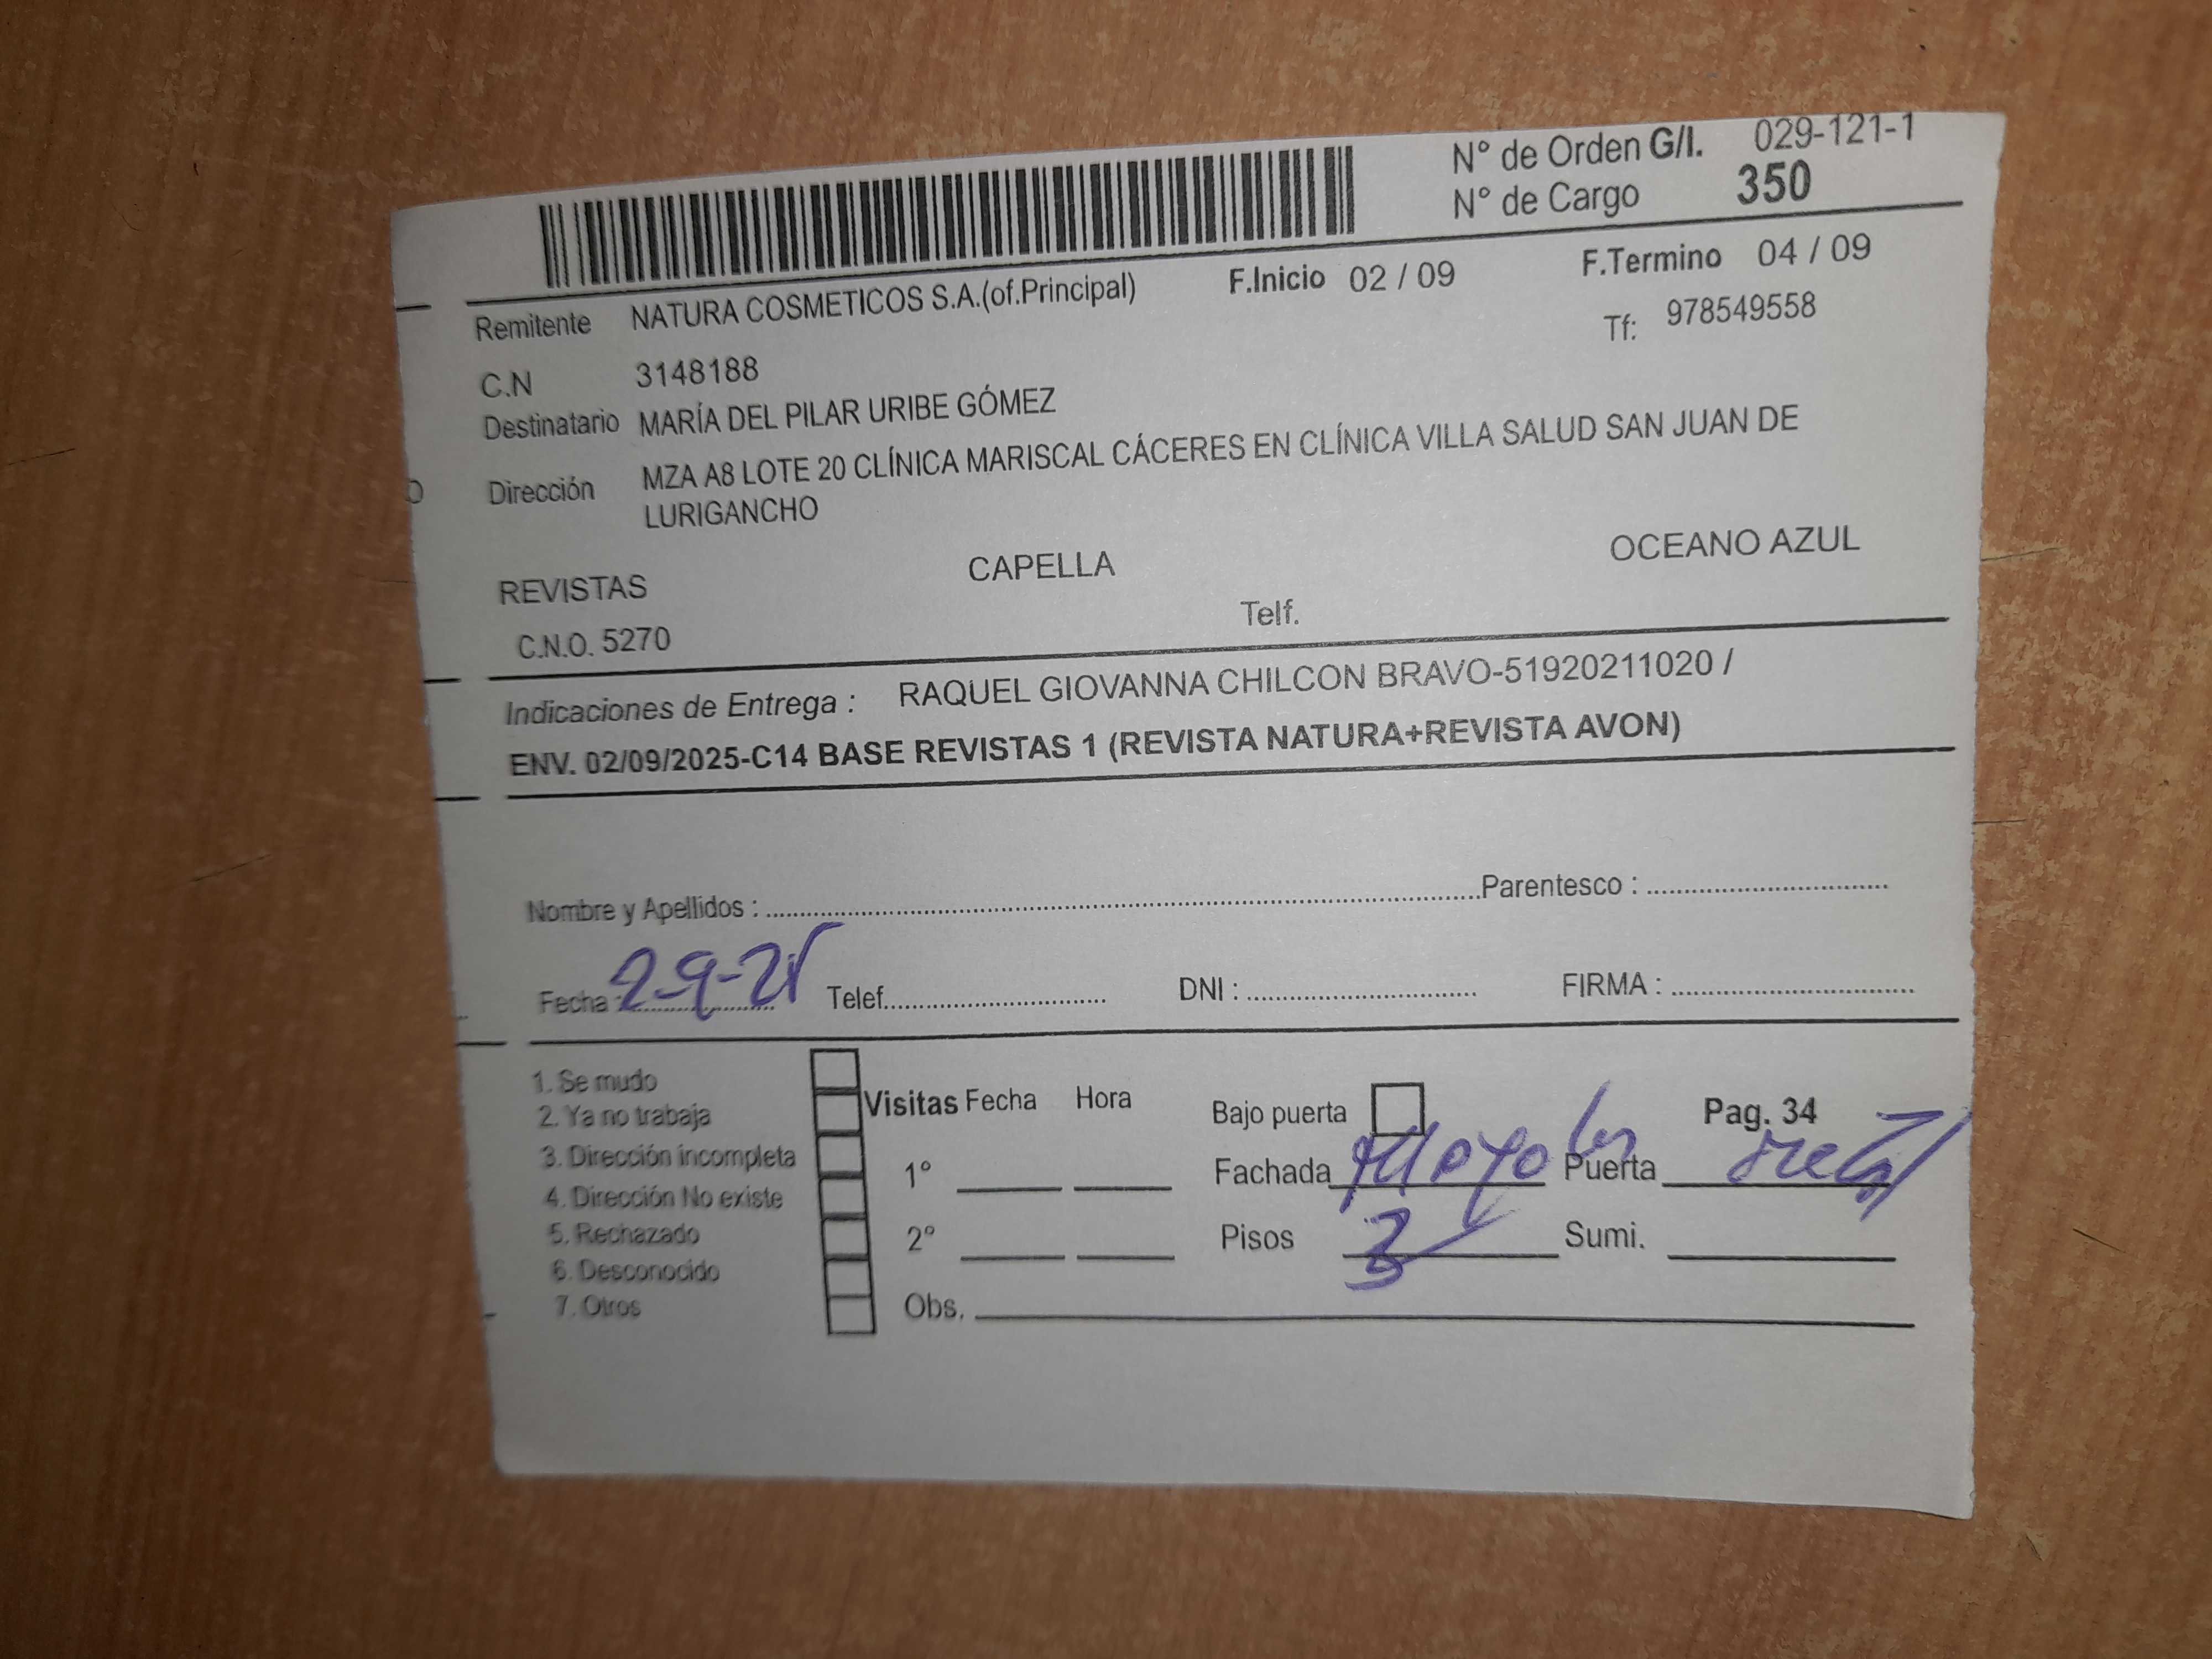 N° de Orden G/I. 029-121-1
N° de Cargo 350
Remitente NATURA COSMETICOS S.A.(of.Principal) F.Inicio 02 / 09 F.Termino 04 / 09
C.N 3148188 Tf: 978549558
Destinatario MARÍA DEL PILAR URIBE GÓMEZ
Dirección MZA A8 LOTE 20 CLÍNICA MARISCAL CÁCERES EN CLÍNICA VILLA SALUD SAN JUAN DE
LURIGANCHO
REVISTAS CAPELLA OCEANO AZUL
C.N.O. 5270 Telf.
Indicaciones de Entrega : RAQUEL GIOVANNA CHILCON BRAVO-51920211020 /
ENV. 02/09/2025-C14 BASE REVISTAS 1 (REVISTA NATURA+REVISTA AVON)
Nombre y Apellidos : Parentesco :
Fecha : 2-9-25 Telef. DNI : FIRMA :
1. Se mudo
2. Ya no trabaja
3. Dirección incompleta
4. Dirección No existe
5. Rechazado
6. Desconocido
7. Otros
Visitas Fecha Hora
1°
2°
Obs.
Bajo puerta Pag. 34
Fachada Puerta
Pisos 3 Sumi.